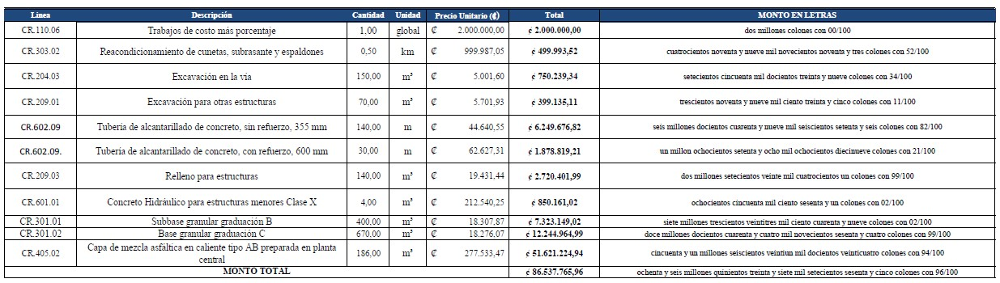 Línea Descripción Cantidad Unidad Precio Unitario (₡) Total MONTO EN LETRAS
CR.110.06 Trabajos de costo más porcentaje 1,00 global ₡ 2.000.000,00 ¢ 2.000.000,00 dos millones colones con 00/100
CR.303.02 Reacondicionamiento de cunetas, subrasante y espaldones 0,50 km ₡ 999.987,05 ¢ 499.993,52 cuatrocientos noventa y nueve mil novecientos noventa y tres colones con 52/100
CR.204.03 Excavación en la vía 150,00 m³ ₡ 5.001,60 ¢ 750.239,34 setecientos cincuenta mil docientos treinta y nueve colones con 34/100
CR.209.01 Excavación para otras estructuras 70,00 m³ ₡ 5.701,93 ¢ 399.135,11 trescientos noventa y nueve mil ciento treinta y cinco colones con 11/100
CR.602.09 Tubería de alcantarillado de concreto, sin refuerzo, 355 mm 140,00 m ₡ 44.640,55 ¢ 6.249.676,82 seis millones docientos cuarenta y nueve mil seiscientos setenta y seis colones con 82/100
CR.602.09. Tubería de alcantarillado de concreto, con refuerzo, 600 mm 30,00 m ₡ 62.627,31 ¢ 1.878.819,21 un millon ochocientos setenta y ocho mil ochocientos diecinueve colones con 21/100
CR.209.03 Relleno para estructuras 140,00 m³ ₡ 19.431,44 ¢ 2.720.401,99 dos millones setecientos veinte mil cuatrocientos un colones con 99/100
CR.601.01 Concreto Hidráulico para estructuras menores Clase X 4,00 m³ ₡ 212.540,25 ¢ 850.161,02 ochocientos cincuenta mil ciento sesenta y un colones con 02/100
CR.301.01 Subbase granular graduación B 400,00 m³ ₡ 18.307,87 ¢ 7.323.149,02 siete millones trescientos veintitres mil ciento cuarenta y nueve colones con 02/100
CR.301.02 Base granular graduación C 670,00 m³ ₡ 18.276,07 ¢ 12.244.964,99 doce millones docientos cuarenta y cuatro mil novecientos sesenta y cuatro colones con 99/100
CR.405.02 Capa de mezcla asfáltica en caliente tipo AB preparada en planta
central 186,00 m³ ₡ 277.533,47 ¢ 51.621.224,94 cincuenta y un millones seiscientos veintiun mil docientos veinticuatro colones con 94/100
MONTO TOTAL ¢ 86.537.765,96 ochenta y seis millones quinientos treinta y siete mil setecientos sesenta y cinco colones con 96/100